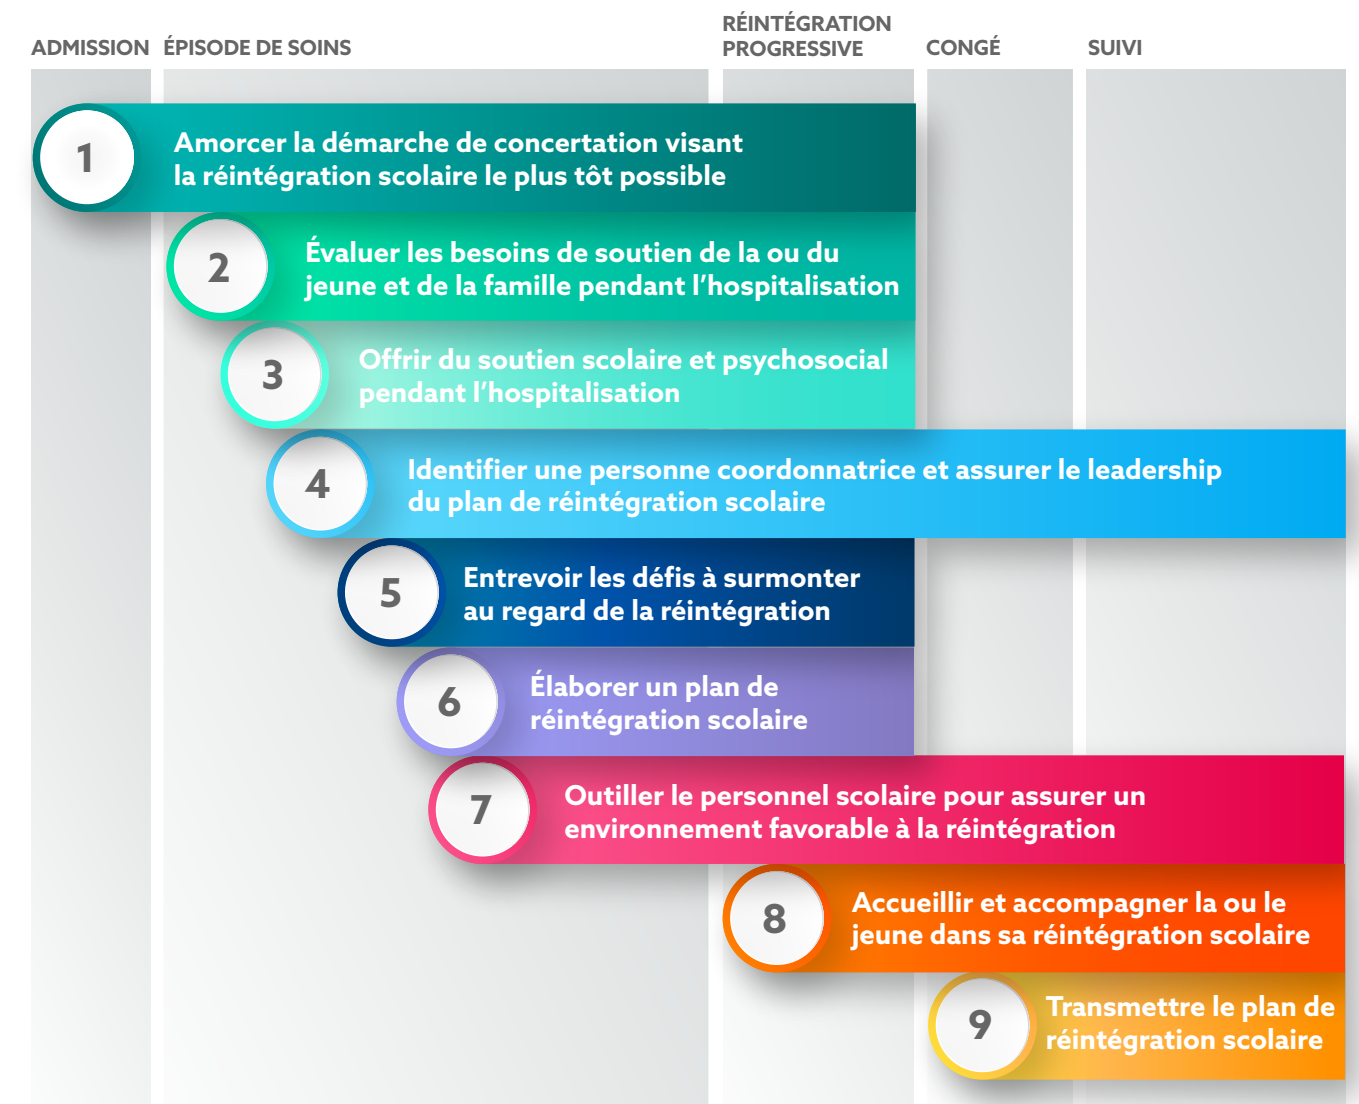 ADMISSION
ÉPISODE DE SOINS
RÉINTÉGRATION
PROGRESSIVE
CONGÉ
SUIVI
1
Amorcer la démarche de concertation visant
la réintégration scolaire le plus tôt possible
2
Évaluer les besoins de soutien de la ou du
jeune et de la famille pendant l’hospitalisation
3
Offrir du soutien scolaire et psychosocial
pendant l’hospitalisation
4
Identifier une personne coordonnatrice et assurer le leadership
du plan de réintégration scolaire
5
Entrevoir les défis à surmonter
au regard de la réintégration
6
Élaborer un plan de
réintégration scolaire
7
Outiller le personnel scolaire pour assurer un
environnement favorable à la réintégration
8
Accueillir et accompagner la ou le
jeune dans sa réintégration scolaire
9
Transmettre le plan de
réintégration scolaire